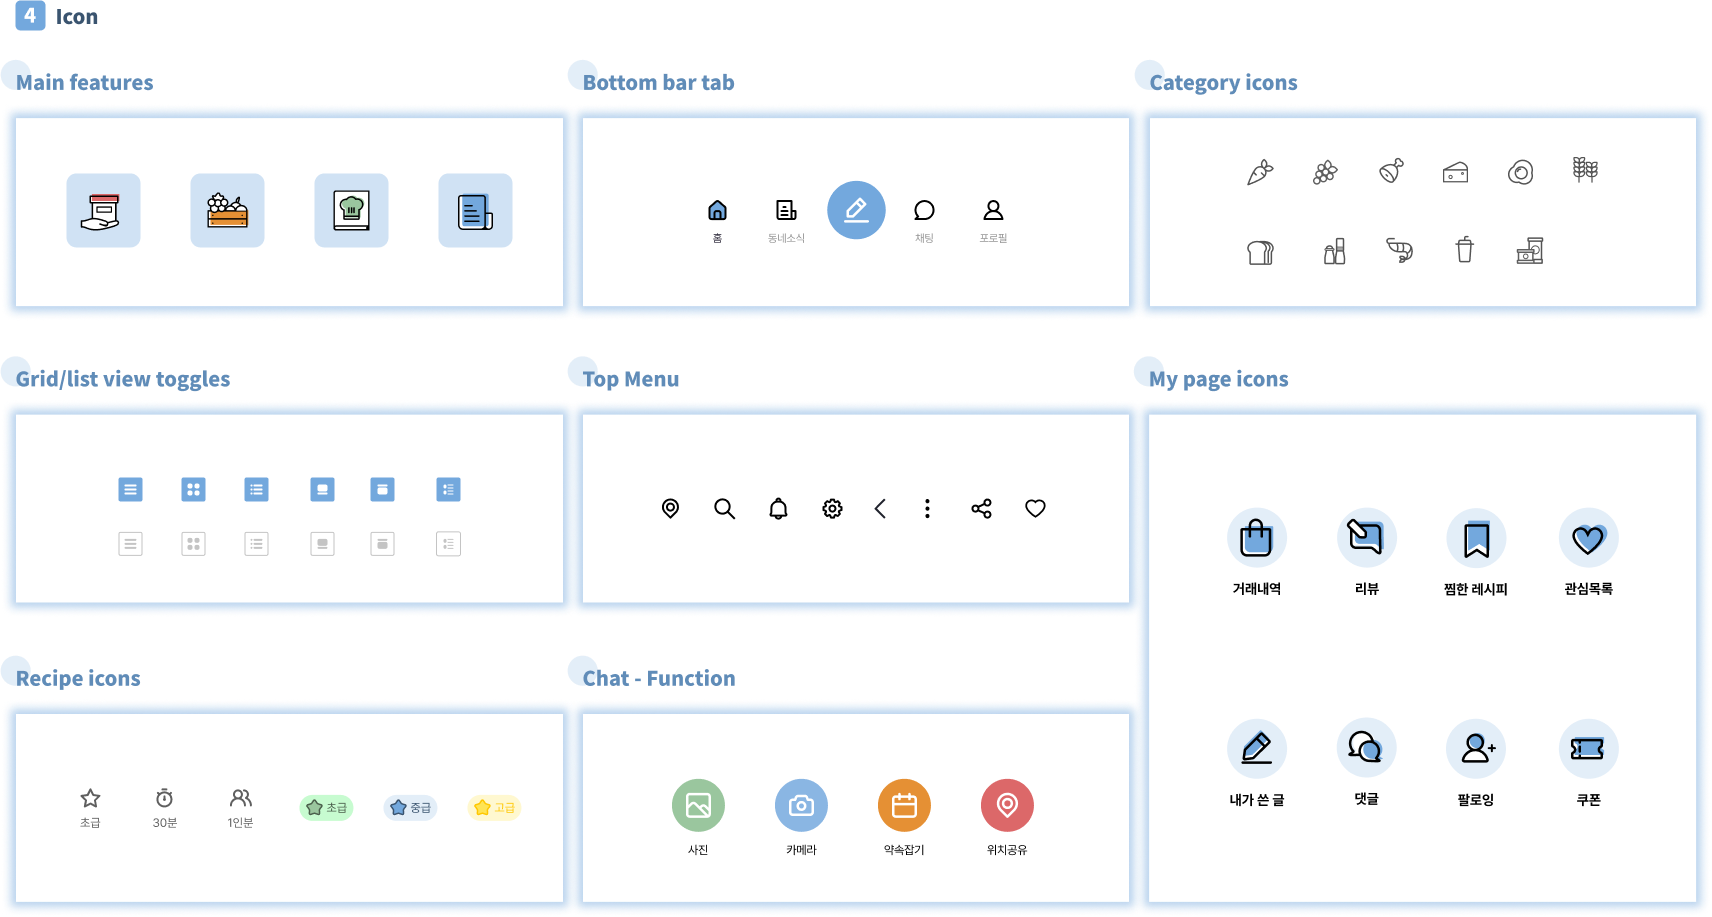 4 Icon
Main features
Bottom bar tab
홈
동네소식
채팅
포로필
Category icons
Grid/list view toggles
Top Menu
My page icons
거래내역
리뷰
찜한 레시피
관심목록
내가 쓴 글
댓글
팔로잉
쿠폰
Recipe icons
초급
30분
1인분
초급
중급
고급
Chat - Function
사진
카메라
약속잡기
위치공유